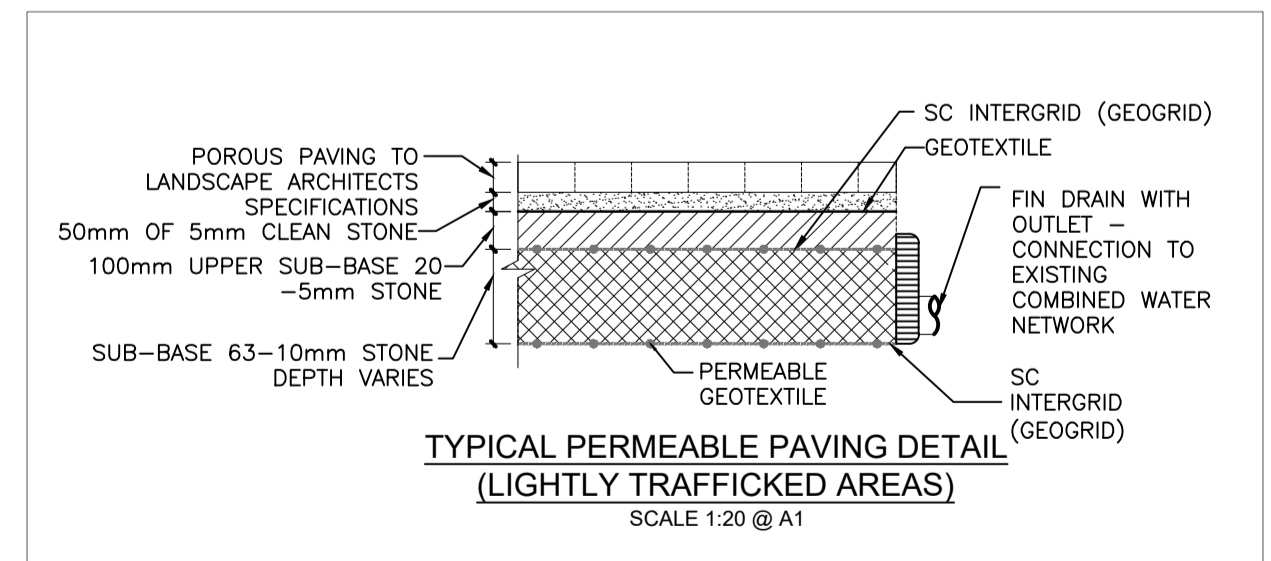 POROUS PAVING TO
LANDSCAPE ARCHITECTS
SPECIFICATIONS
50mm OF 5mm CLEAN STONE
100mm UPPER SUB-BASE 20
-5mm STONE
SUB-BASE 63-10mm STONE
DEPTH VARIES
SC INTERGRID (GEOGRID)
GEOTEXTILE
FIN DRAIN WITH
OUTLET –
CONNECTION TO
EXISTING
COMBINED WATER
NETWORK
PERMEABLE
GEOTEXTILE
SC
INTERGRID
(GEOGRID)
TYPICAL PERMEABLE PAVING DETAIL
(LIGHTLY TRAFFICKED AREAS)
SCALE 1:20 @ A1